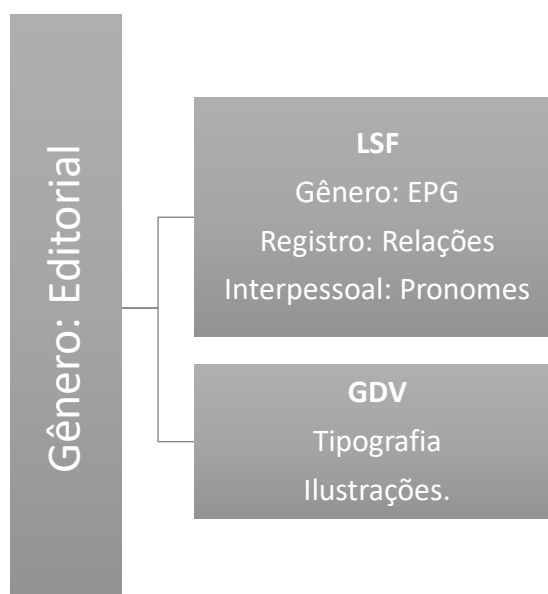 Gênero: Editorial
LSF
Gênero: EPG
Registro: Relações
Interpessoal: Pronomes
GDV
Tipografia
Ilustrações.